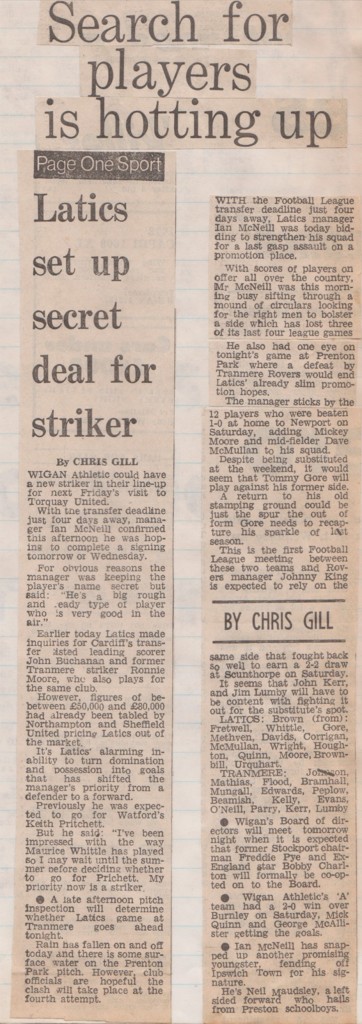 Search for
players
is hotting up
Page One Sport
Latics
set up
secret
deal for
striker
By CHRIS GILL
WIGAN Athletic could have
a new striker in their line-up
for next Friday's visit to
Torquay United.
With the transfer deadline
just four days away, mana-
ger Ian McNeill confirmed
this afternoon he was hop-
ing to complete a signing
tomorrow or Wednesday.
For obvious reasons the
manager was keeping the
player's name secret but
said: "He's a big rough
and .eady type of player
who is very good in the
air."
Earlier today Latics made
inquiries for Cardiff's trans-
fer listed leading scorer
John Buchanan and former
Tranmere striker Ronnie
Moore, who also plays for
the same club.
However, figures of be-
between £50,000 and £80,000
had already been tabled by
Northampton and Sheffield
United pricing Latics out of
the market.
It's Latics' alarming in-
ability to turn domination
and possession into goals
that has shifted the
manager's priority from a
defender to a forward.
Previously he was expec-
ted to go for Watford's
Keith Pritchett.
But he said: "I've been
impressed with the way
Maurice Whittle has played
so I may wait until the sum-
mer before deciding whether
to go for Prichett. My
priority now is a striker.
● A late afternoon pitch
inspection will determine
whether Latics game at
Tranmere goes ahead
tonight.
Rain has fallen on and off
today and there is some sur-
face water on the Prenton
Park pitch. However, club
officials are hopeful the
clash will take place at the
fourth attempt.
WITH the Football League
transfer deadline just four
days away, Latics manager
Ian McNeill was today bid-
ding to strengthen his squad
for a last gasp assault on a
promotion place.
With scores of players on
offer all over the country,
Mr McNeill was this morn-
ing busy sifting through a
mound of circulars looking
for the right men to bolster
a side which has lost three
of its last four league games
He also had one eye on
tonight's game at Prenton
Park where a defeat by
Tranmere Rovers would end
Latics' already slim promo-
tion hopes.
The manager sticks by the
12 players who were beaten
1-0 at home to Newport on
Saturday, adding Mickey
Moore and mid-fielder Dave
McMullan to his squad.
Despite being substituted
at the weekend, it would
seem that Tommy Gore will
play against his former side.
A return to his old
stamping ground could be
just the spur the out of
form Gore needs to recap-
ture his sparkle of last
season.
This is the first Football
League meeting between
these two teams and Rov-
ers manager Johnny King
is expected to rely on the
BY CHRIS GILL
same side that fought back
so well to earn a 2-2 draw
at Scunthorpe on Saturday.
It seems that John Kerr,
and Jim Lumby will have to
be content with fighting it
out for the substitute's spot.
LATICS: Brown (from):
Fretwell, Whittle, Gore,
Methven, Davids, Corrigan,
McMullan, Wright, Hough-
ton, Quinn, Moore, Brown-
bill, Urquhart.
TRANMERE: Johnson,
Mathias, Flood, Bramhall,
Mungall, Edwards, Peplow,
Beamish, Kelly, Evans,
O'Neill, Parry, Kerr, Lumby
● Wigan's Board of dir-
ectors will meet tomorrow
night when it is expected
that former Stockport chair-
man Freddie Pye and Ex-
England star Bobby Charl-
ton will formally be co-op-
ted on to the Board.
● Wigan Athletic's 'A'
team had a 2-0 win over
Burnley on Saturday, Mick
Quinn and George McAlli-
ster getting the goals.
● Ian McNeill has snap-
ped up another promising
youngster, fending off
Ipswich Town for his sig-
nature.
He's Neil Maudsley, a left
sided forward who hails
from Preston schoolboys.